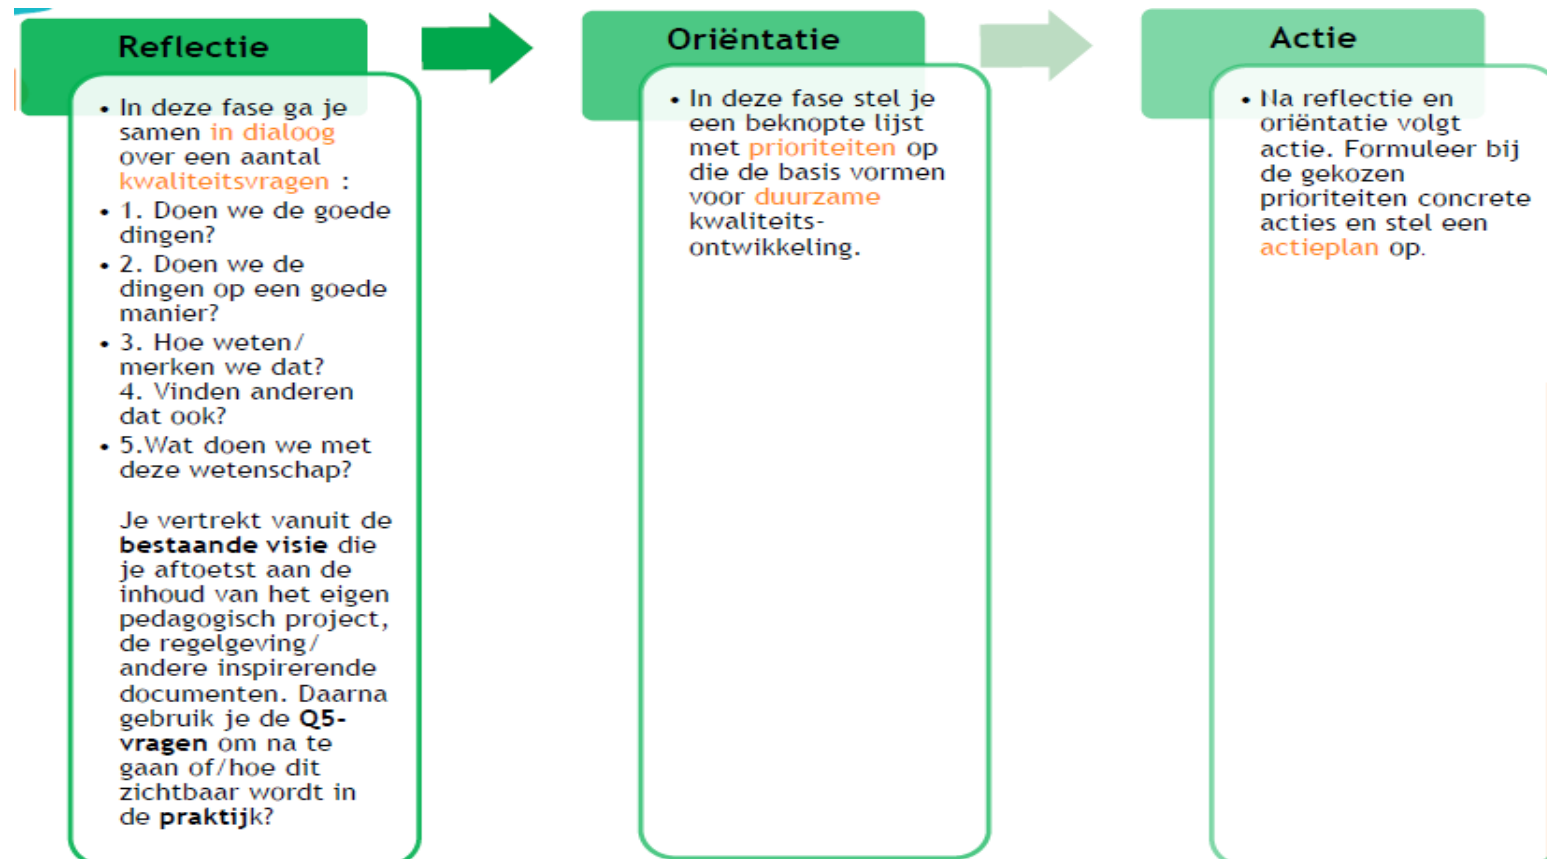 Reflectie
• In deze fase ga je
samen in dialoog
over een aantal
kwaliteitsvragen :
• 1. Doen we de goede
dingen?
• 2. Doen we de
dingen op een goede
manier?
• 3. Hoe weten/
merken we dat?
4. Vinden anderen
dat ook?
• 5.Wat doen we met
deze wetenschap?
Je vertrekt vanuit de
bestaande visie die
je aftoetst aan de
inhoud van het eigen
pedagogisch project,
de regelgeving/
andere inspirerende
documenten. Daarna
gebruik je de Q5-
vragen om na te
gaan of/hoe dit
zichtbaar wordt in
de praktijk?
Oriëntatie
• In deze fase stel je
een beknopte lijst
met prioriteiten op
die de basis vormen
voor duurzame
kwaliteits-
ontwikkeling.
Actie
• Na reflectie en
oriëntatie volgt
actie. Formuleer bij
de gekozen
prioriteiten concrete
acties en stel een
actieplan op.